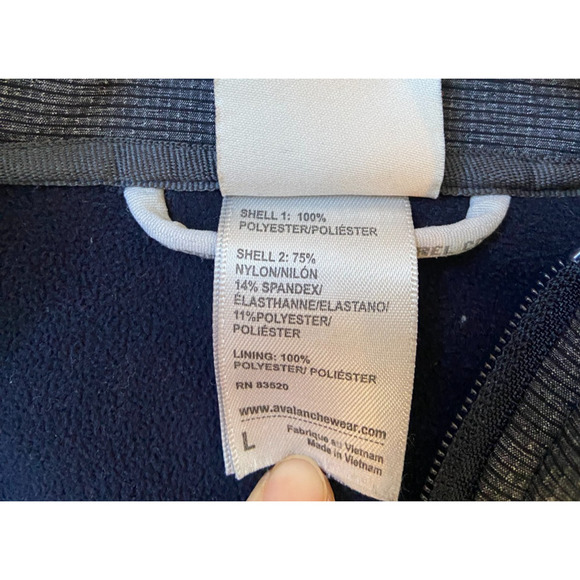 SHELL 1: 100%
POLYESTER/POLIÉSTER
SHELL 2: 75%
NYLON/NILÓN
14% SPANDEX/
ÉLASTHANNE/ELASTANO/
11%POLYESTER/
POLIÉSTER
LINING: 100%
POLYESTER/ POLIÉSTER
RN 83520
www.avalanchewear.com
L
Fabrique au Vietnam
Made in Vietnam